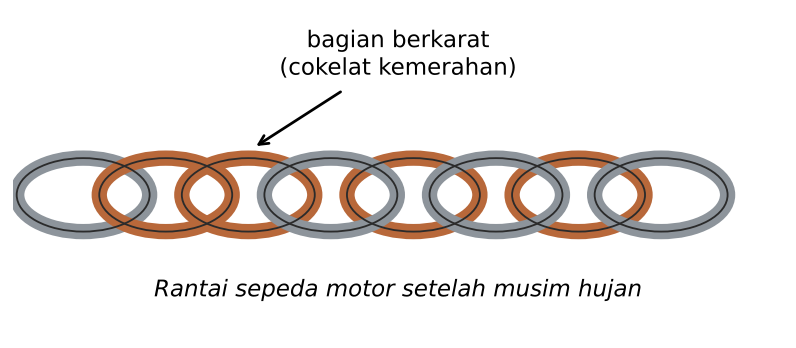 bagian berkarat
(cokelat kemerahan)
Rantai sepeda motor setelah musim hujan